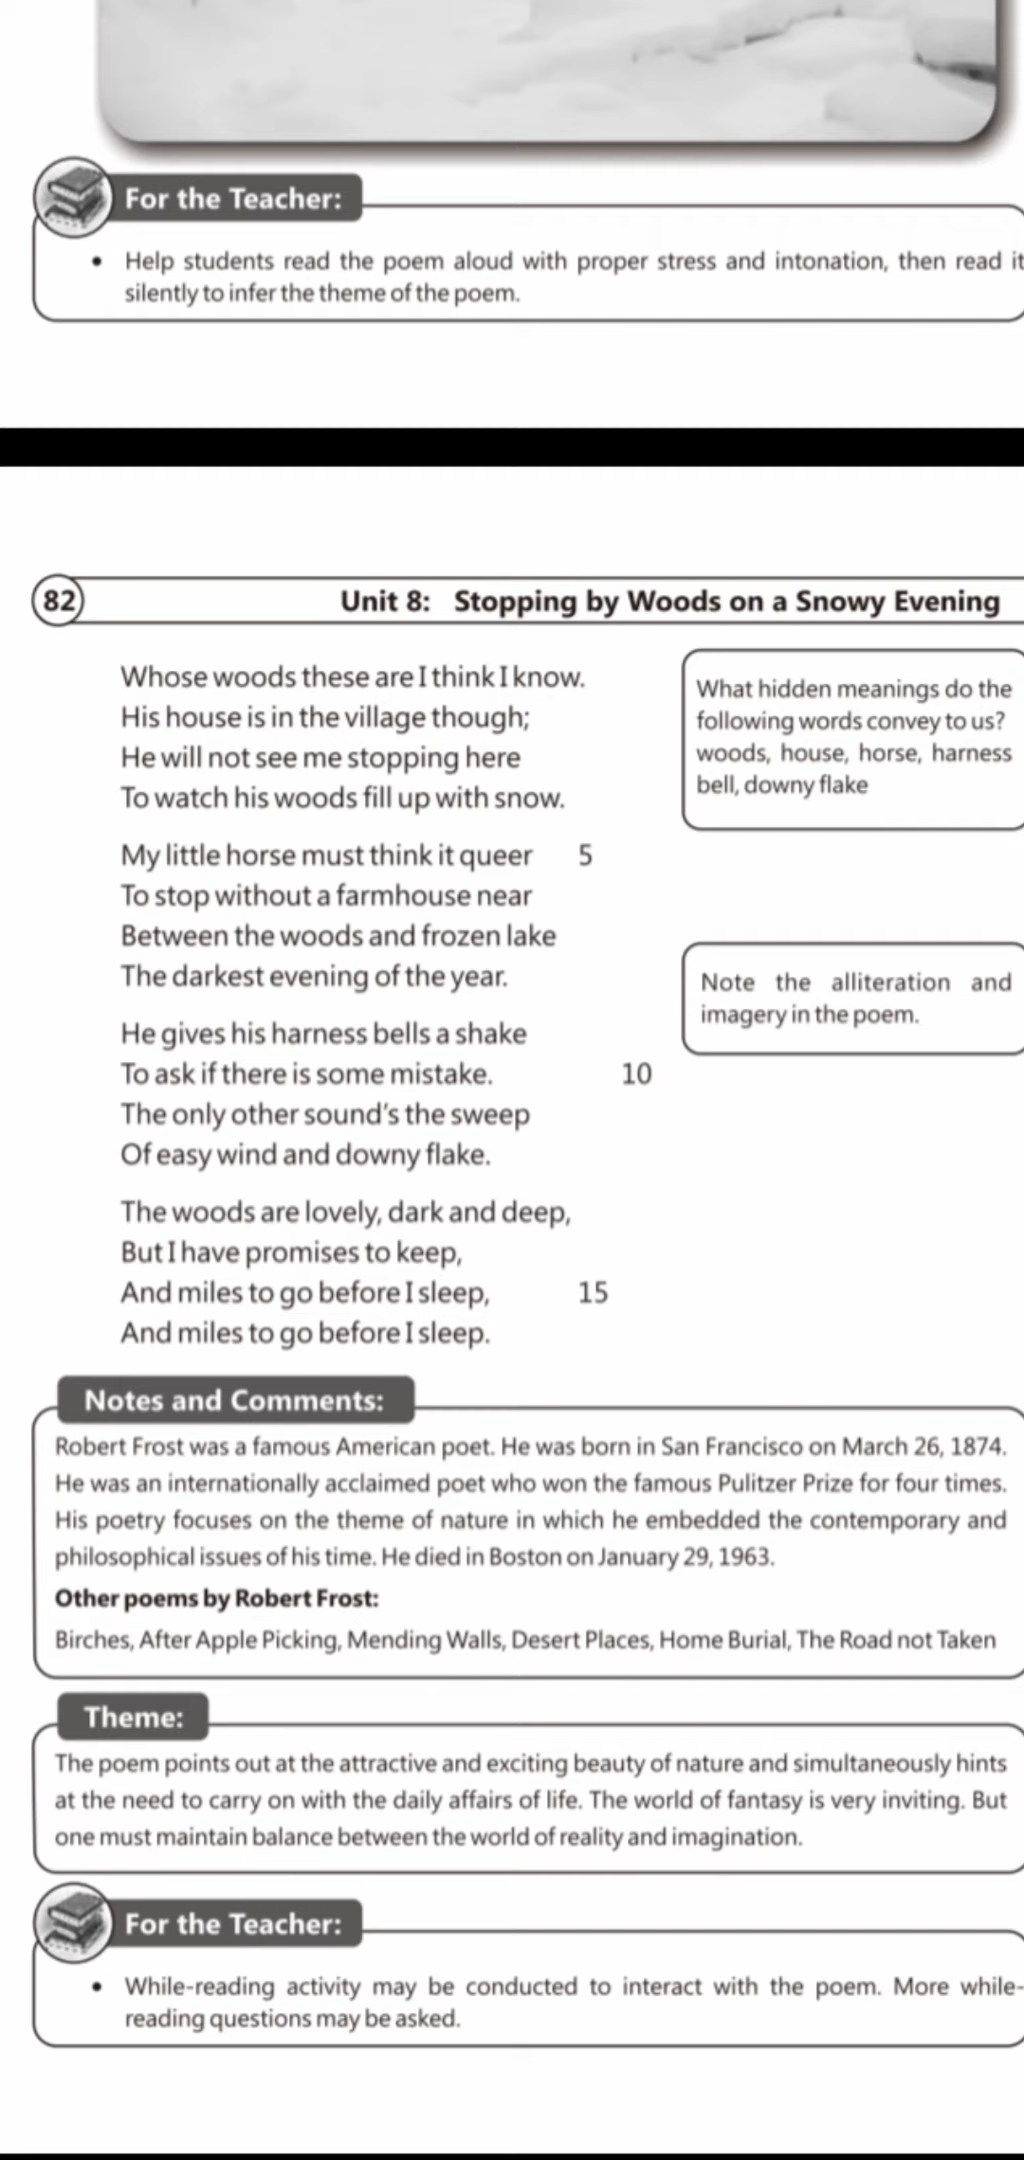 For the Teacher:
• Help students read the poem aloud with proper stress and intonation, then read it
silently to infer the theme of the poem.
82
Unit 8: Stopping by Woods on a Snowy Evening
Whose woods these are I think I know.
His house is in the village though;
He will not see me stopping here
To watch his woods fill up with snow.
What hidden meanings do the
following words convey to us?
woods, house, horse, harness
bell, downy flake
My little horse must think it queer 5
To stop without a farmhouse near
Between the woods and frozen lake
The darkest evening of the year.
Note the alliteration and
imagery in the poem.
He gives his harness bells a shake
To ask if there is some mistake. 10
The only other sound's the sweep
Of easy wind and downy flake.
The woods are lovely, dark and deep,
But I have promises to keep,
And miles to go before I sleep, 15
And miles to go before I sleep.
Notes and Comments:
Robert Frost was a famous American poet. He was born in San Francisco on March 26, 1874.
He was an internationally acclaimed poet who won the famous Pulitzer Prize for four times.
His poetry focuses on the theme of nature in which he embedded the contemporary and
philosophical issues of his time. He died in Boston on January 29, 1963.
Other poems by Robert Frost:
Birches, After Apple Picking, Mending Walls, Desert Places, Home Burial, The Road not Taken
Theme:
The poem points out at the attractive and exciting beauty of nature and simultaneously hints
at the need to carry on with the daily affairs of life. The world of fantasy is very inviting. But
one must maintain balance between the world of reality and imagination.
For the Teacher:
• While-reading activity may be conducted to interact with the poem. More while-
reading questions may be asked.